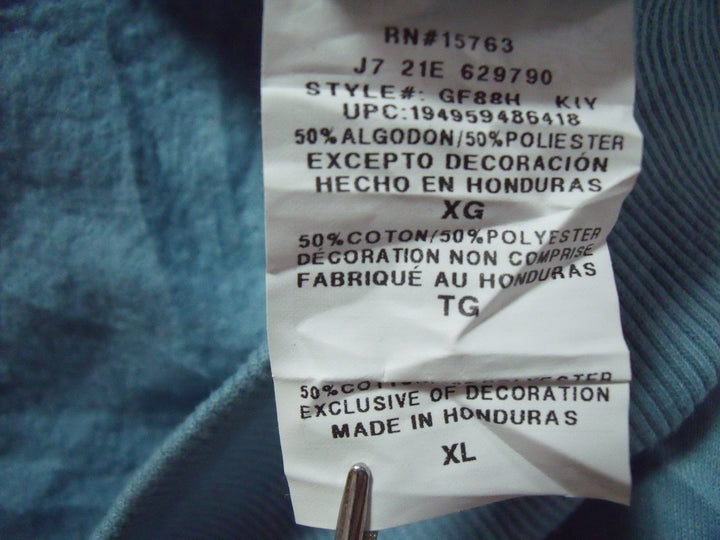 RN#15763
J7 21E 629790
STYLE#: GF88H KIY
UPC:194959486418
50%ALGODON/50%POLIESTER
EXCEPTO DECORACIÓN
HECHO EN HONDURAS
XG
50%COTON/50%POLYESTER
DÉCORATION NON COMPRISE
FABRIQUÉ AU HONDURAS
TG
EXCLUSIVE OF DECORATION
MADE IN HONDURAS
XL